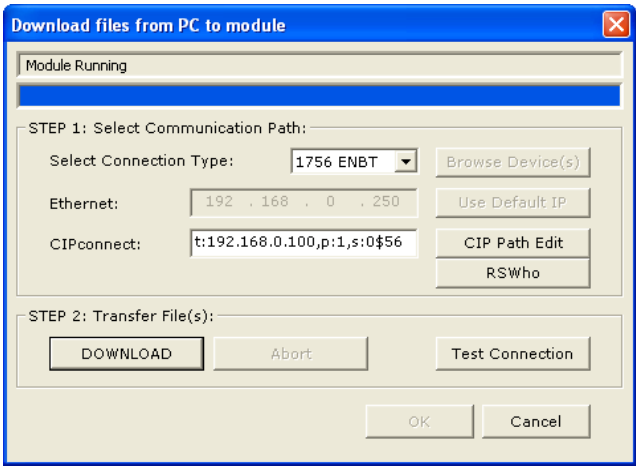 Download files from PC to module
Module Running
STEP 1: Select Communication Path:
Select Connection Type: 1756 ENBT Browse Device(s)
Ethernet: 192 . 168 . 0 . 250 Use Default IP
CIPconnect: t:192.168.0.100,p:1,s:0$56 CIP Path Edit
RSWho
STEP 2: Transfer File(s):
DOWNLOAD Abort Test Connection
OK Cancel